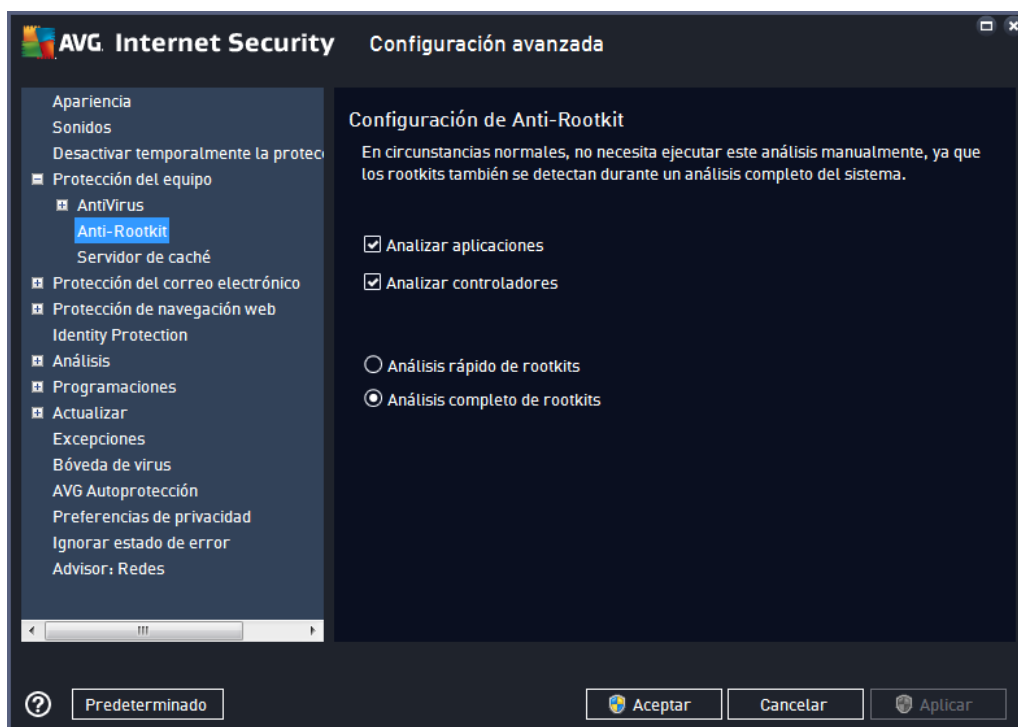 AVG. Internet Security
Configuración avanzada
Apariencia
Sonidos
Desactivar temporalmente la protec
Protección del equipo
AntiVirus
Anti-Rootkit
Servidor de caché
Protección del correo electrónico
Protección de navegación web
Identity Protection
Análisis
Programaciones
Actualizar
Excepciones
Bóveda de virus
AVG Autoprotección
Preferencias de privacidad
Ignorar estado de error
Advisor: Redes
Configuración de Anti-Rootkit
En circunstancias normales, no necesita ejecutar este análisis manualmente, ya que
los rootkits también se detectan durante un análisis completo del sistema.
Analizar aplicaciones
Analizar controladores
Análisis rápido de rootkits
Análisis completo de rootkits
Predeterminado
Aceptar
Cancelar
Aplicar